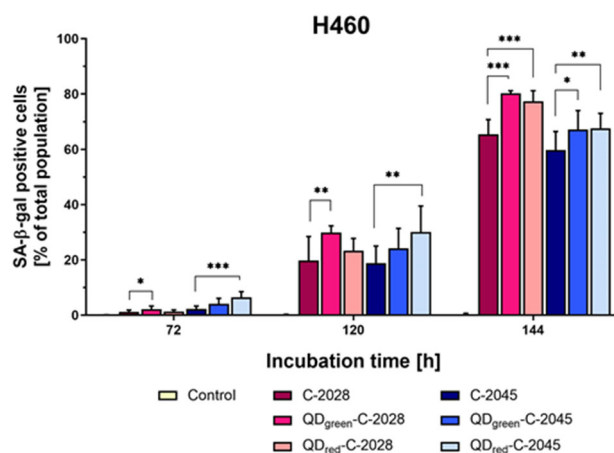 H460
SA-β-gal positive cells
[% of total population]
100
80
60
40
20
0
*
***
**
**
***
***
**
*
72
120
144
Incubation time [h]
Control
C-2028
C-2045
QDgreen-C-2028
QDgreen-C-2045
QDred-C-2028
QDred-C-2045